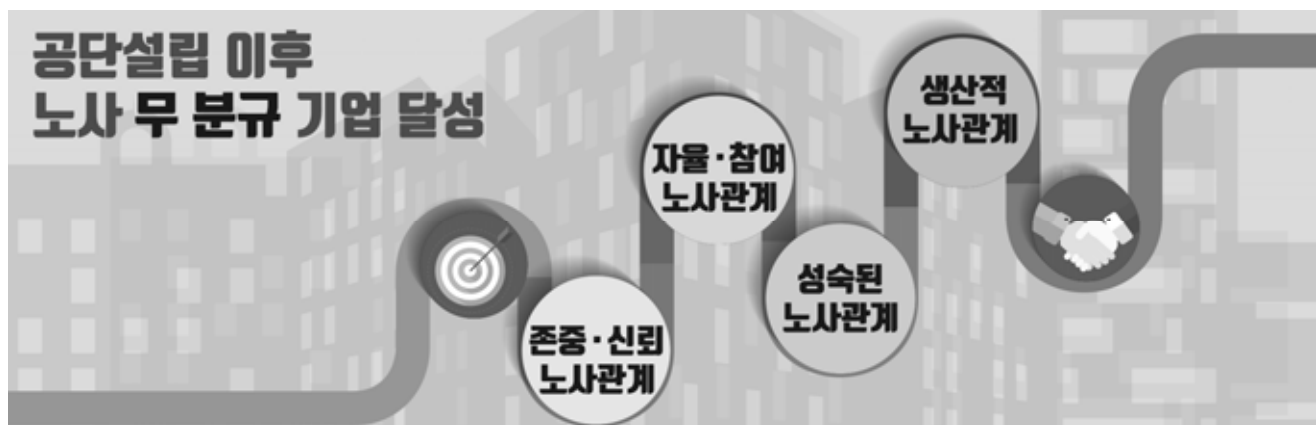 공단설립 이후
노사 무 분규 기업 달성
존중·신뢰
노사관계
자율·참여
노사관계
성숙된
노사관계
생산적
노사관계